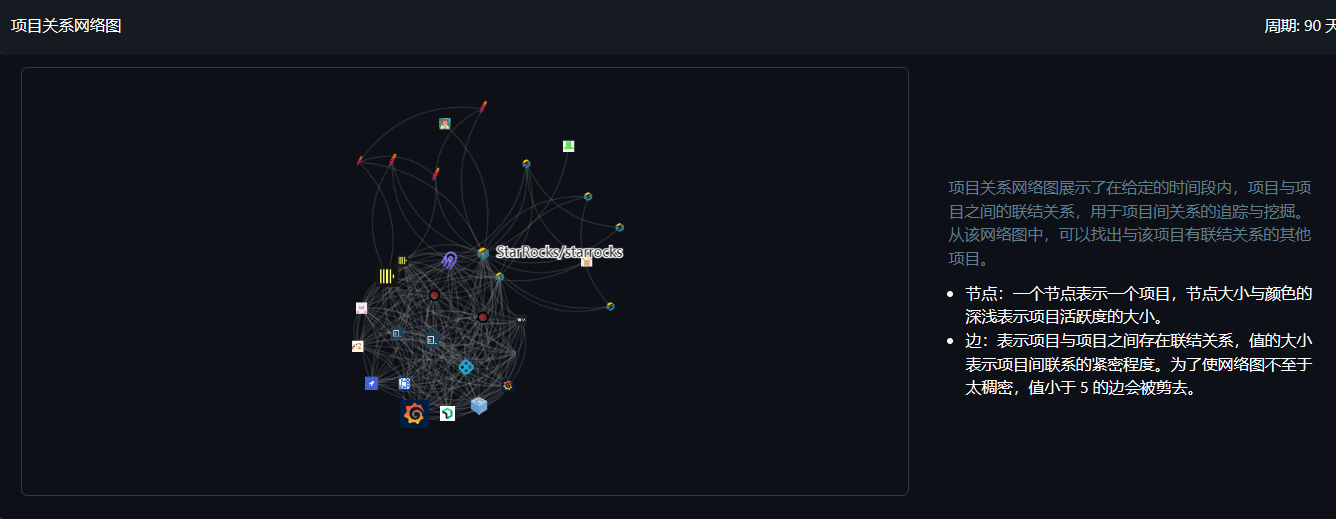 项目关系网络图
周期: 90 天
StarRocks/starrocks
项目关系网络图展示了在给定的时间段内，项目与项
目之间的联结关系，用于项目间关系的追踪与挖掘。
从该网络图中，可以找出与该项目有联结关系的其他
项目。
节点：一个节点表示一个项目，节点大小与颜色的
深浅表示项目活跃度的大小。
边：表示项目与项目之间存在联结关系，值的大小
表示项目间联系的紧密程度。为了使网络图不至于
太稠密，值小于 5 的边会被剪去。